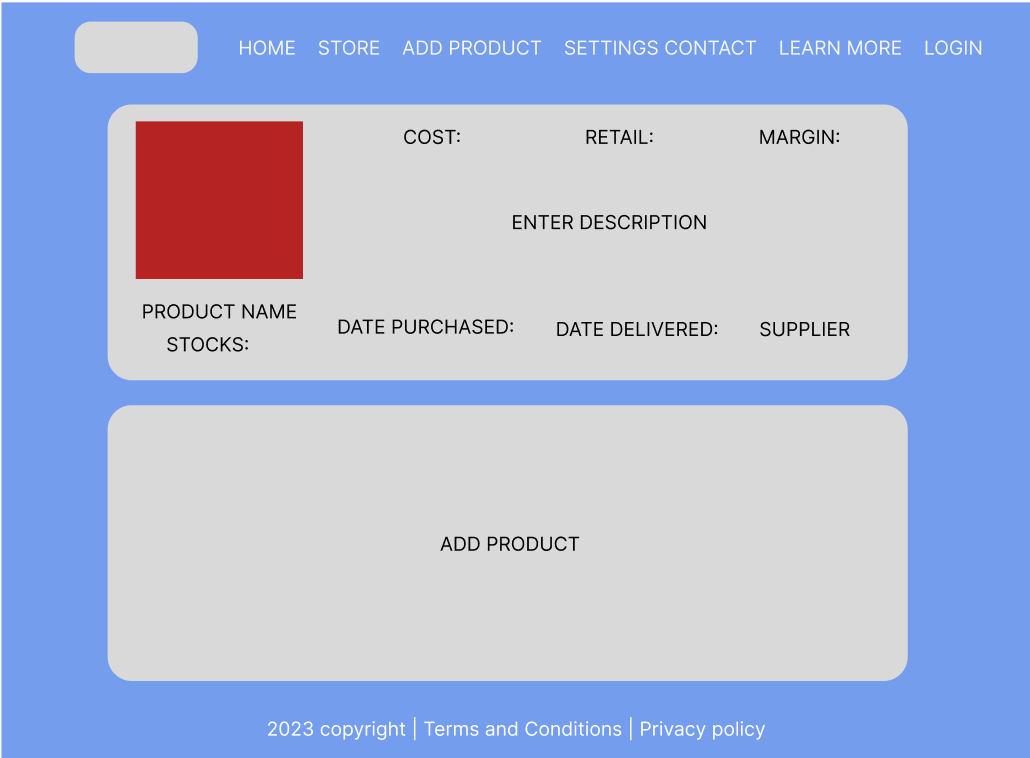 HOME STORE ADD PRODUCT SETTINGS CONTACT LEARN MORE LOGIN
COST: RETAIL: MARGIN:
ENTER DESCRIPTION
PRODUCT NAME
STOCKS:
DATE PURCHASED: DATE DELIVERED: SUPPLIER
ADD PRODUCT
2023 copyright | Terms and Conditions | Privacy policy